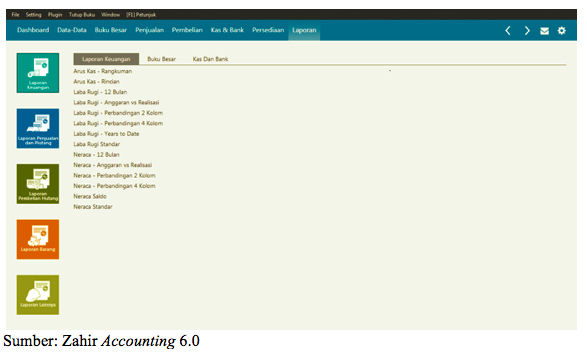 File Setting Plugin Tutup Buku Window [F1] Petunjuk
Dashboard Data-Data Buku Besar Penjualan Pembelian Kas & Bank Persediaan Laporan
Laporan Keuangan Buku Besar Kas Dan Bank
Arus Kas - Rangkuman
Arus Kas - Rincian
Laba Rugi - 12 Bulan
Laba Rugi - Anggaran vs Realisasi
Laba Rugi - Perbandingan 2 Kolom
Laba Rugi - Perbandingan 4 Kolom
Laba Rugi - Years to Date
Laba Rugi Standar
Neraca - 12 Bulan
Neraca - Anggaran vs Realisasi
Neraca - Perbandingan 2 Kolom
Neraca - Perbandingan 4 Kolom
Neraca Saldo
Neraca Standar
Laporan
Keuangan
Laporan Penjualan
dan Piutang
Laporan
Pembelian Hutang
Laporan Barang
Laporan Lainnya
Sumber: Zahir Accounting 6.0